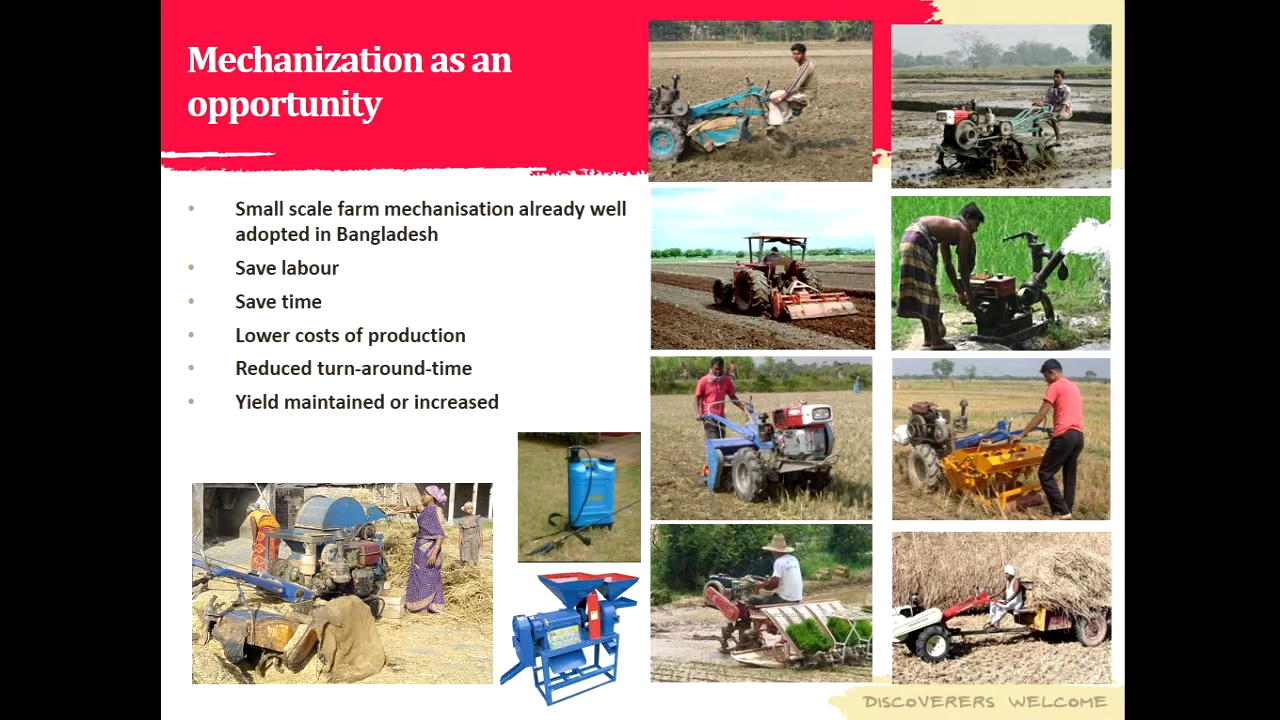 Mechanization as an
opportunity
• Small scale farm mechanisation already well
adopted in Bangladesh
• Save labour
• Save time
• Lower costs of production
• Reduced turn-around-time
• Yield maintained or increased
DISCOVERERS WELCOME